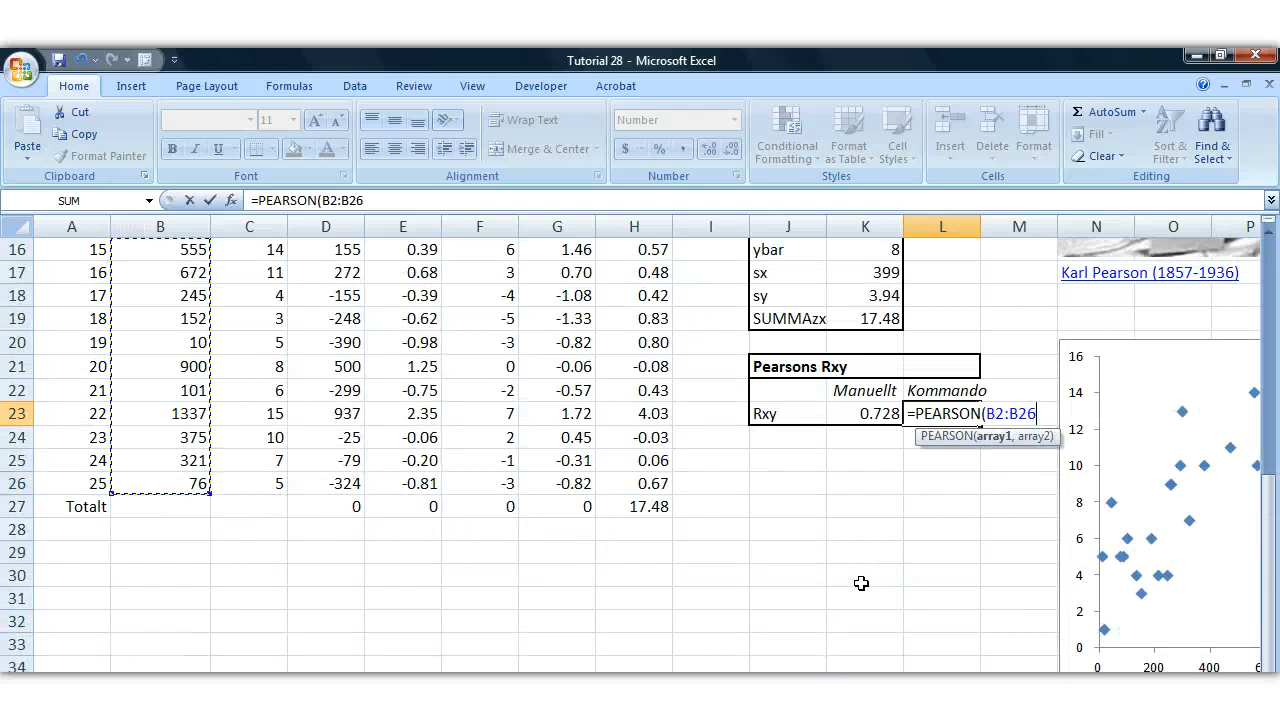 Tutorial 28 - Microsoft Excel
Home Insert Page Layout Formulas Data Review View Developer Acrobat
Cut
Copy
Format Painter
Paste
Clipboard
11
Font
Wrap Text
Merge & Center
Alignment
Number
Number
Conditional Formatting
Format as Table
Cell Styles
Styles
Insert Delete Format
Cells
AutoSum
Fill
Clear
Sort & Filter
Find & Select
Editing
SUM =PEARSON(B2:B26
A B C D E F G H I J K L M N O P
16 15 555 14 155 0.39 6 1.46 0.57 ybar 8
17 16 672 11 272 0.68 3 0.70 0.48 sx 399 Karl Pearson (1857-1936)
18 17 245 4 -155 -0.39 -4 -1.08 0.42 sy 3.94
19 18 152 3 -248 -0.62 -5 -1.33 0.83 SUMMAzx 17.48
20 19 10 5 -390 -0.98 -3 -0.82 0.80
21 20 900 8 500 1.25 0 -0.06 -0.08 Pearsons Rxy
22 21 101 6 -299 -0.75 -2 -0.57 0.43 Manuellt Kommando
23 22 1337 15 937 2.35 7 1.72 4.03 Rxy 0.728 =PEARSON(B2:B26
24 23 375 10 -25 -0.06 2 0.45 -0.03 PEARSON(array1, array2)
25 24 321 7 -79 -0.20 -1 -0.31 0.06
26 25 76 5 -324 -0.81 -3 -0.82 0.67
27 Totalt 0 0 0 0 17.48
28
29
30
31
32
33
34
16
14
12
10
8
6
4
2
0
0 200 400